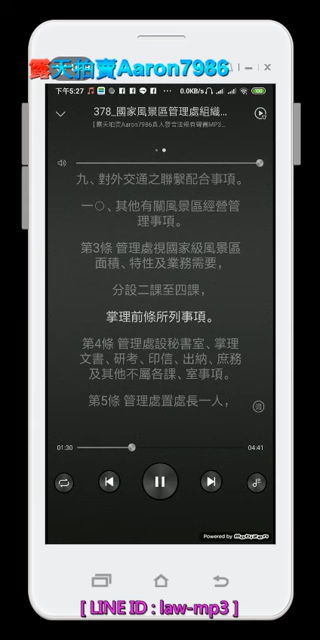 露天拍賣Aaron7986
下午5:27
0.0KB/s
378_國家風景區管理處組織...
[露天拍賣Aaron7986真人發音法規有聲書MP3...
九、對外交通之聯繫配合事項。
一○、其他有關風景區經營管
理事項。
第3條 管理處視國家級風景區
面積、特性及業務需要，
分設二課至四課，
掌理前條所列事項。
第4條 管理處設秘書室、掌理
文書、研考、印信、出納、庶務
及其他不屬各課、室事項。
第5條 管理處置處長一人，
01:30
04:41
Powered by
[ LINE ID : law-mp3 ]